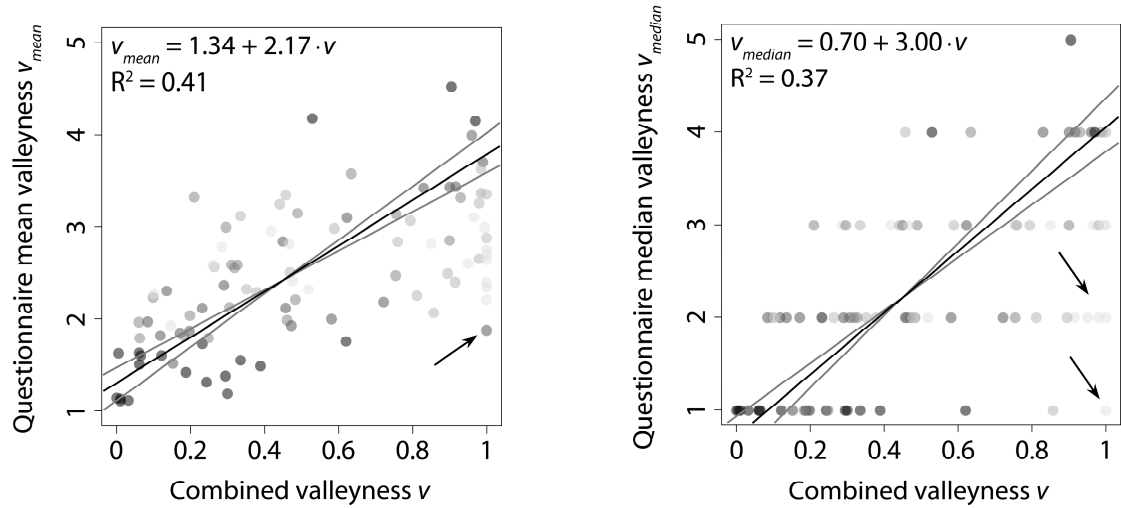 v_mean = 1.34 + 2.17 · v
R² = 0.41
Questionnaire mean valleyness v_mean
5
4
3
2
1
0 0.2 0.4 0.6 0.8 1
Combined valleyness v
v_median = 0.70 + 3.00 · v
R² = 0.37
Questionnaire median valleyness v_median
5
4
3
2
1
0 0.2 0.4 0.6 0.8 1
Combined valleyness v